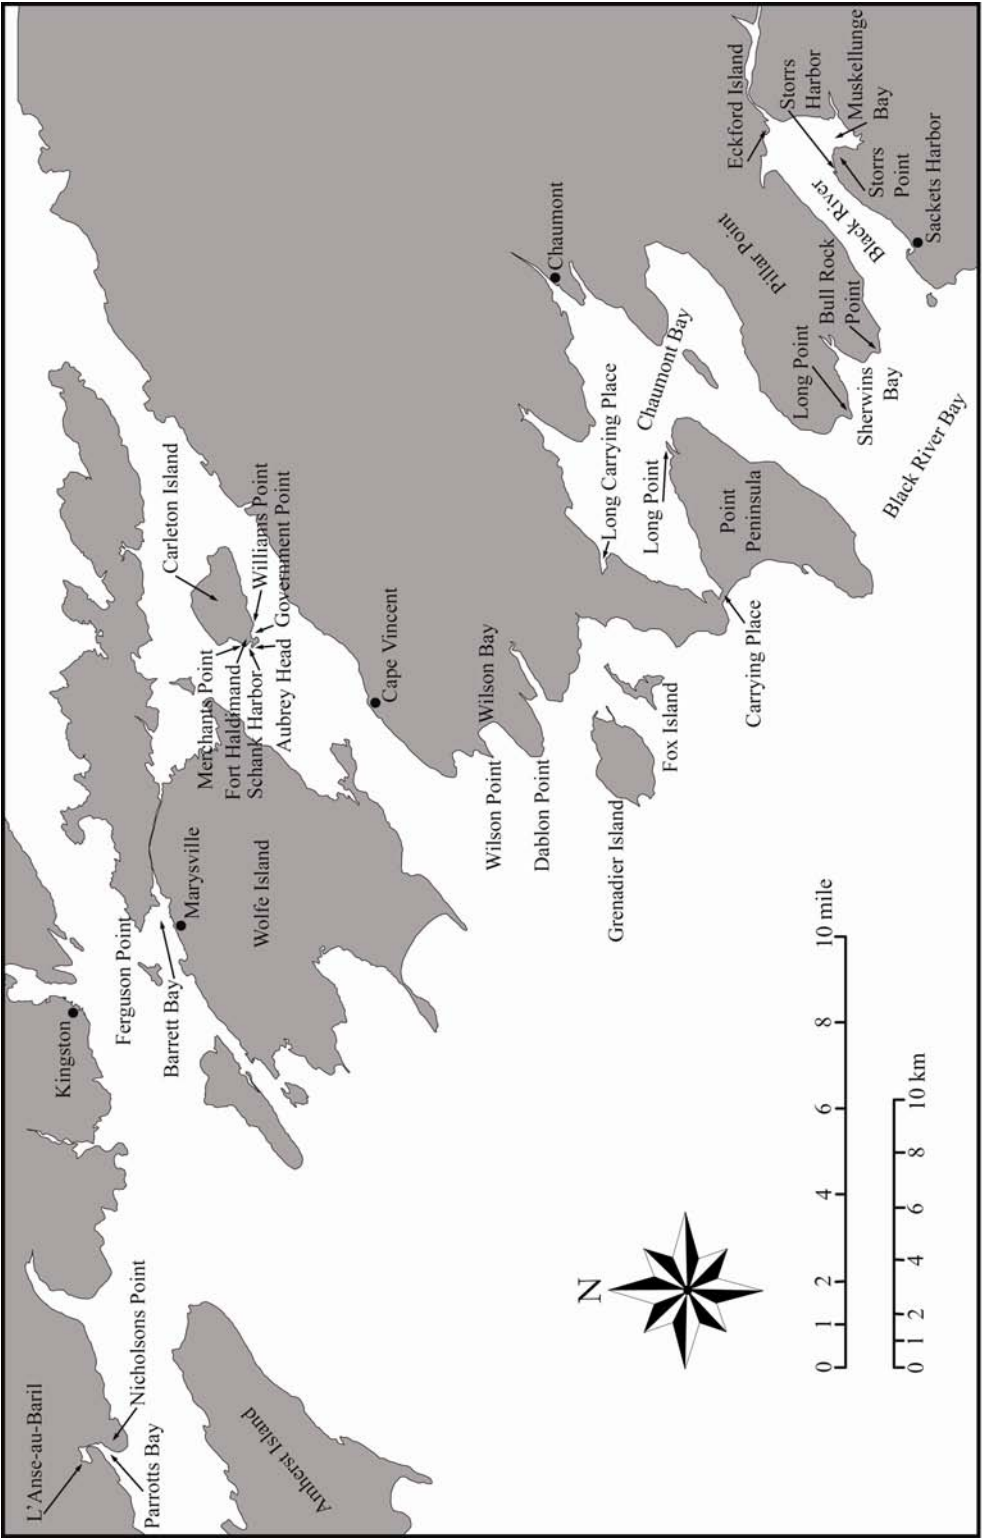 L'Anse-au-Baril
Parrotts Bay
Nicholsons Point
Amherst Island
Kingston
Ferguson Point
Barrett Bay
Marysville
Wolfe Island
Merchants Point
Fort Haldimand
Schank Harbor
Aubrey Head
Carleton Island
Williams Point
Government Point
Cape Vincent
Wilson Bay
Wilson Point
Dablon Point
Grenadier Island
Fox Island
Carrying Place
Point
Peninsula
Long Point
Long Carrying Place
Chaumont Bay
Chaumont
Pillar Point
Long Point
Bull Rock
Point
Sherwins
Bay
Black River Bay
Black River
Eckford Island
Storrs
Harbor
Muskellunge
Bay
Storrs
Point
Sackets Harbor
N
0 1 2 4 6 8 10 mile
0 1 2 4 6 8 10 km